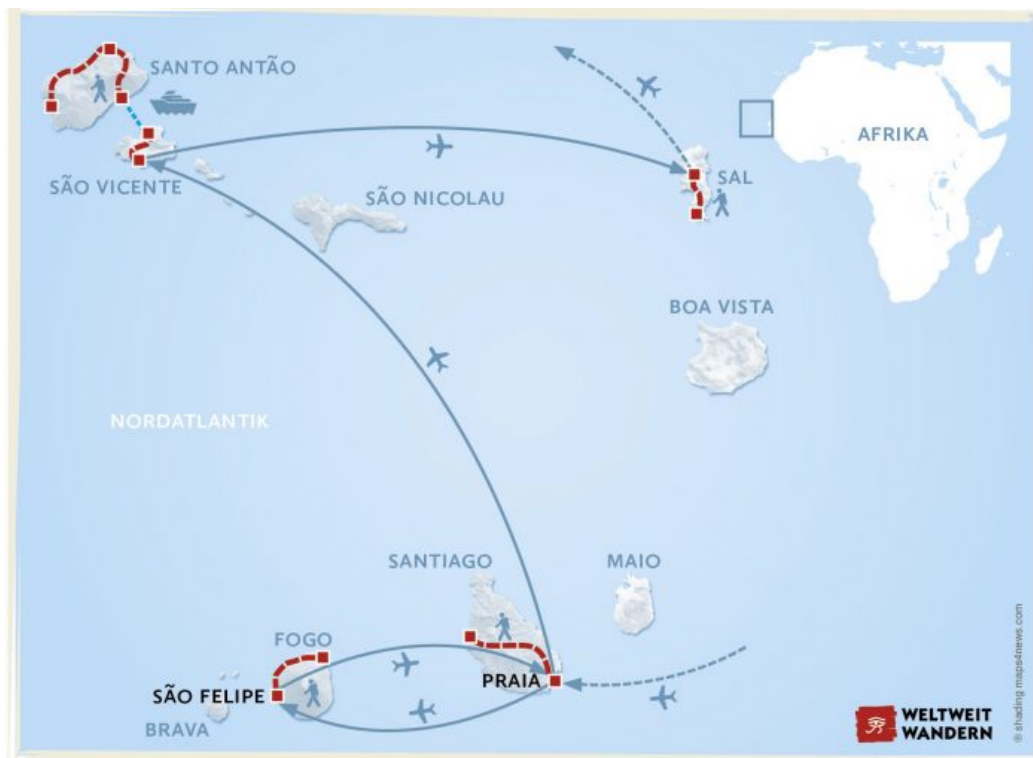 SANTO ANTÃO
AFRIKA
SÃO VICENTE
SÃO NICOLAU
SAL
BOA VISTA
NORDATLANTIK
SANTIAGO
MAIO
FOGO
SÃO FELIPE
PRAIA
BRAVA
WELTWEIT
WANDERN
© shading maps4news.com